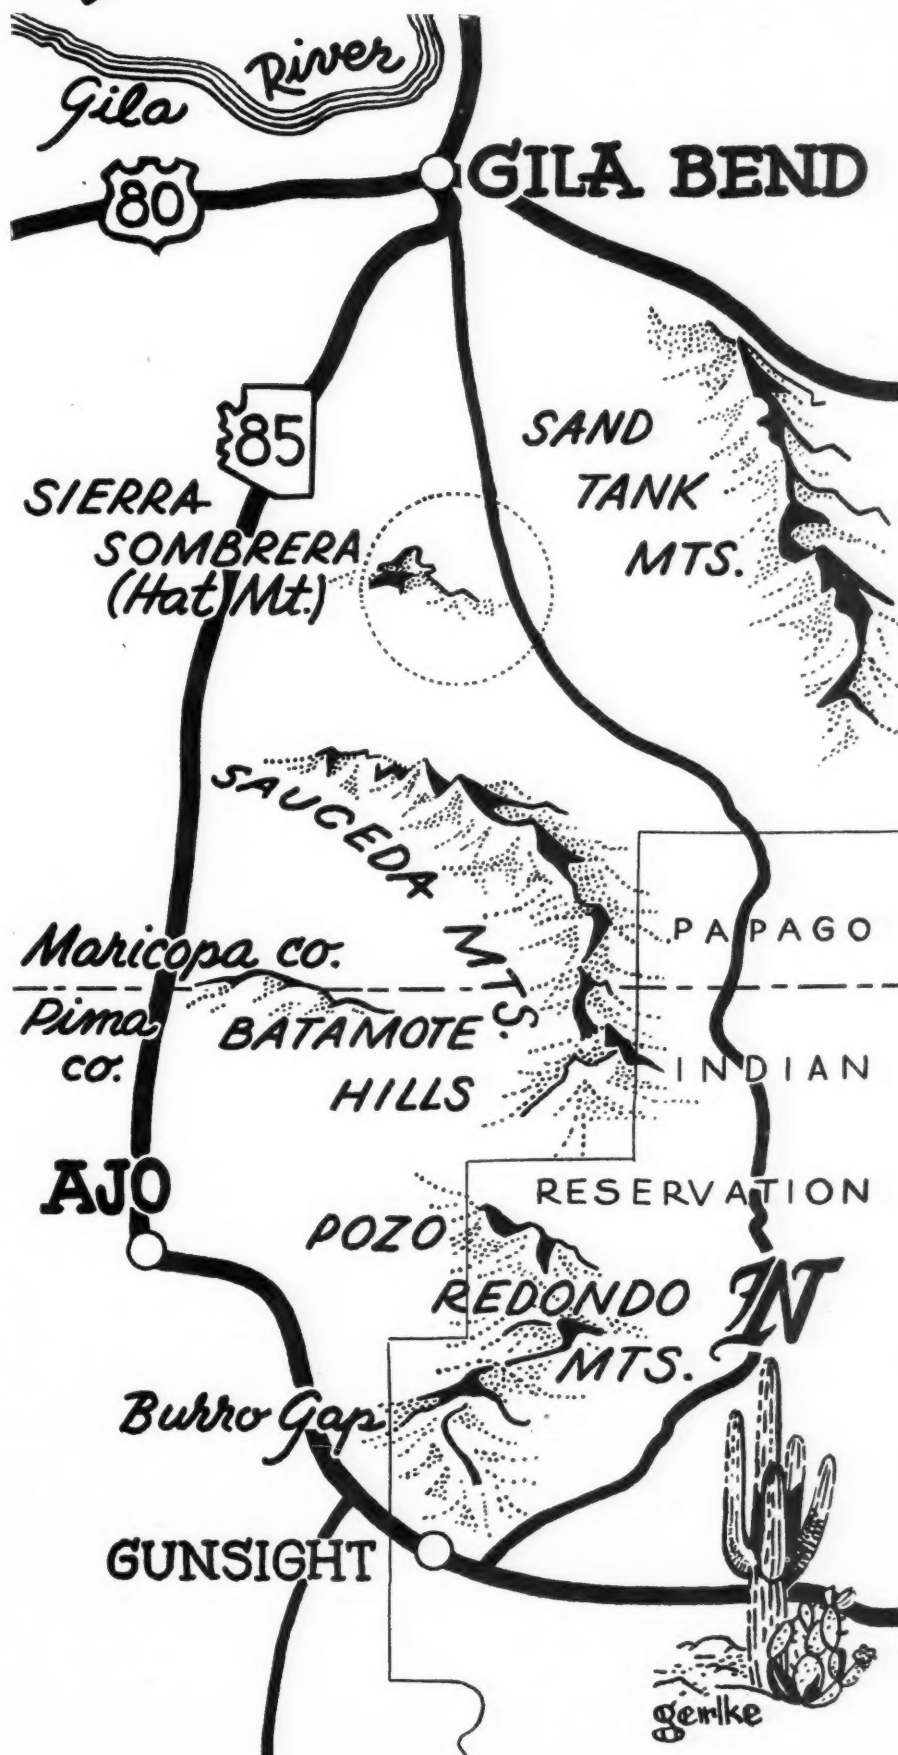 Gila River
GILA BEND
80
85
SAND
TANK
MTS.
SIERRA
SOMBRERA
(Hat Mt.)
SAUCEDA MTS.
PAPAGO
Maricopa co.
Pima
co.
BATAMOTE
HILLS
INDIAN
RESERVATION
AJO
POZO
REDONDO
MTS.
N
Burro Gap
GUNSIGHT